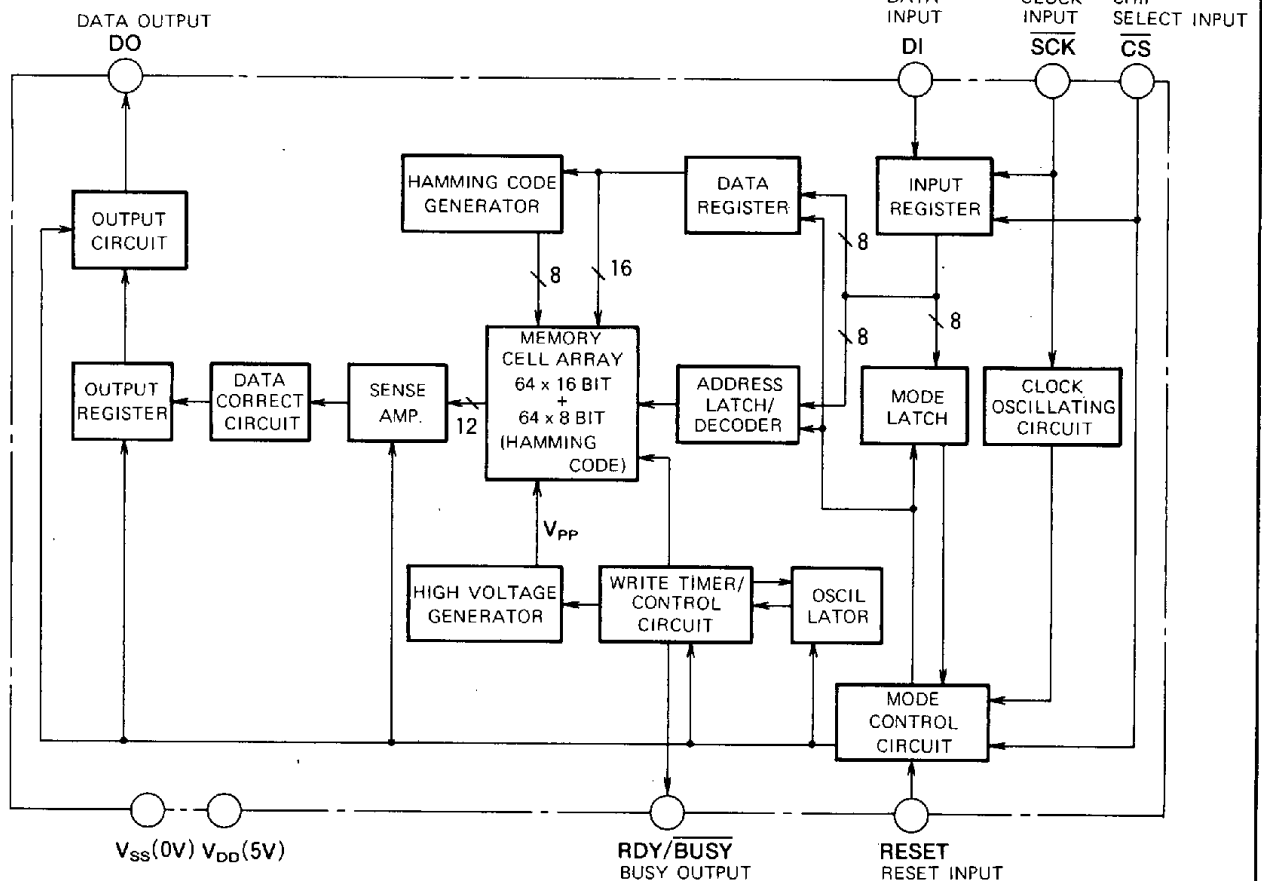 DATA OUTPUT
DO
INPUT
DI
INPUT
SCK
SELECT INPUT
CS
HAMMING CODE
GENERATOR
DATA
REGISTER
INPUT
REGISTER
OUTPUT
CIRCUIT
8
16
8
8
8
MEMORY
CELL ARRAY
64 x 16 BIT
+
64 x 8 BIT
(HAMMING
CODE)
OUTPUT
REGISTER
DATA
CORRECT
CIRCUIT
SENSE
AMP.
12
ADDRESS
LATCH/
DECODER
MODE
LATCH
CLOCK
OSCILLATING
CIRCUIT
VPP
HIGH VOLTAGE
GENERATOR
WRITE TIMER/
CONTROL
CIRCUIT
OSCIL
LATOR
MODE
CONTROL
CIRCUIT
VSS(0V) VDD(5V)
RDY/BUSY
BUSY OUTPUT
RESET
RESET INPUT